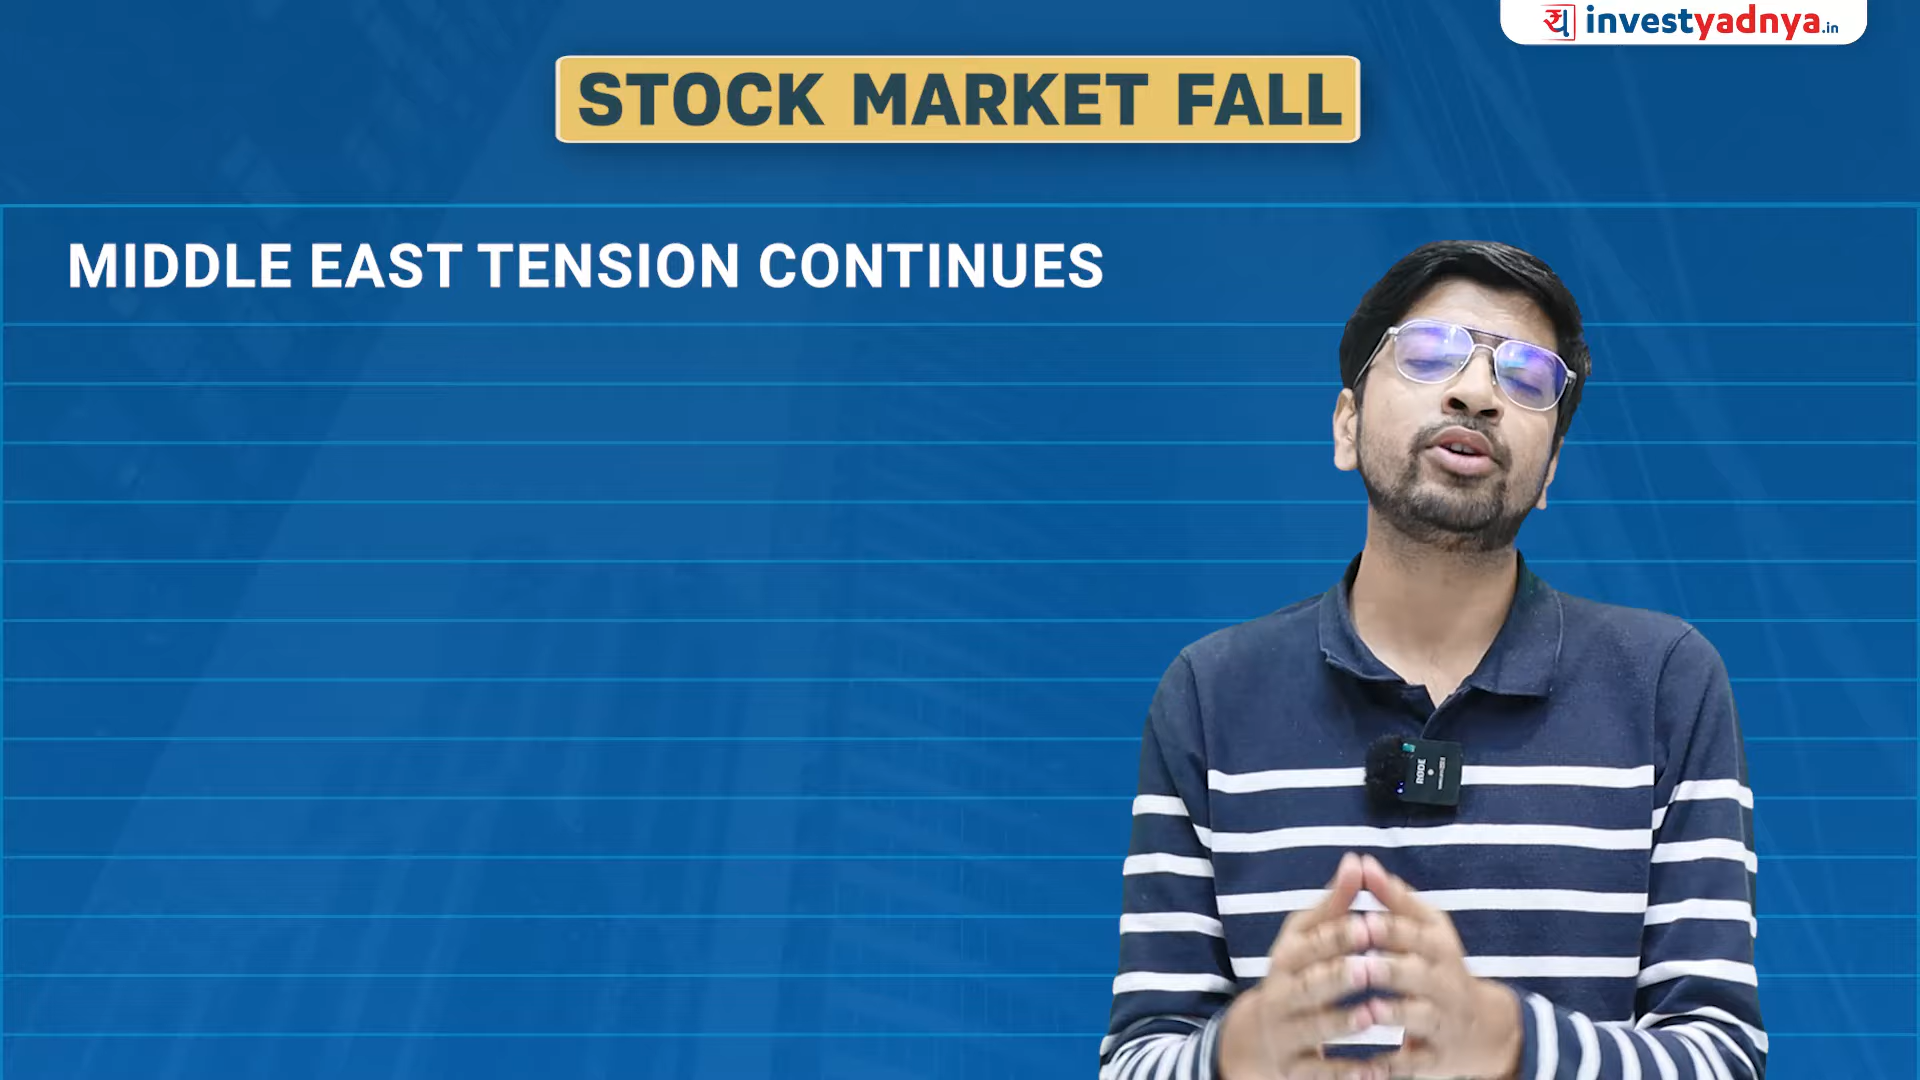 य investyadnya.in
STOCK MARKET FALL
MIDDLE EAST TENSION CONTINUES
RODE